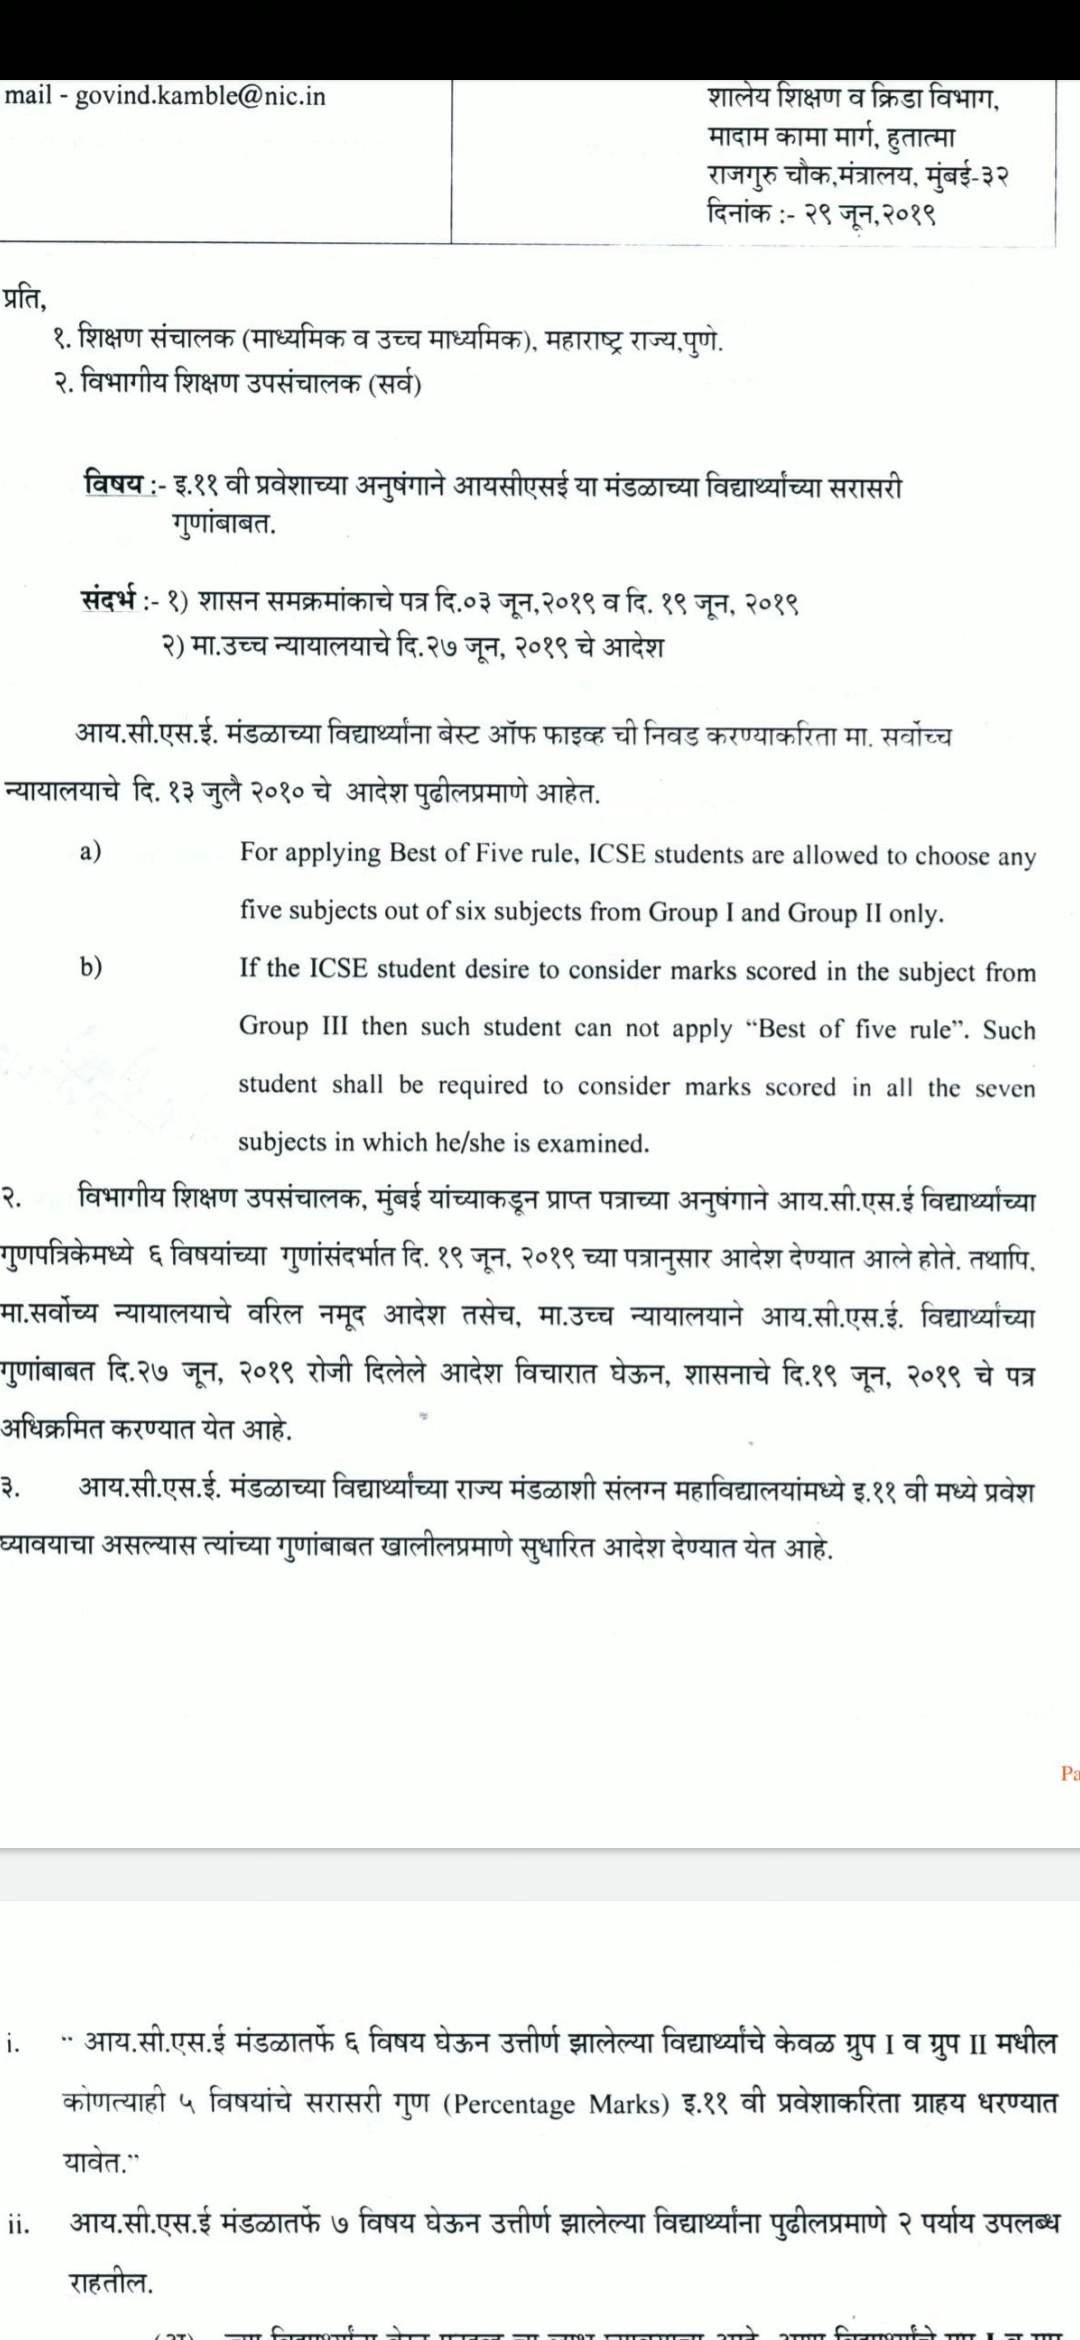 mail - govind.kamble@nic.in
शालेय शिक्षण व क्रिडा विभाग,
मादाम कामा मार्ग, हुतात्मा
राजगुरु चौक,मंत्रालय, मुंबई-३२
दिनांक :- २९ जून,२०१९
प्रति,
१. शिक्षण संचालक (माध्यमिक व उच्च माध्यमिक), महाराष्ट्र राज्य,पुणे.
२. विभागीय शिक्षण उपसंचालक (सर्व)
विषय :- इ.११ वी प्रवेशाच्या अनुषंगाने आयसीएसई या मंडळाच्या विद्यार्थ्यांच्या सरासरी
गुणांबाबत.
संदर्भ :- १) शासन समक्रमांकाचे पत्र दि.०३ जून,२०१९ व दि. १९ जून, २०१९
२) मा.उच्च न्यायालयाचे दि.२७ जून, २०१९ चे आदेश
आय.सी.एस.ई. मंडळाच्या विद्यार्थ्यांना बेस्ट ऑफ फाइव्ह ची निवड करण्याकरिता मा. सर्वोच्च
न्यायालयाचे दि. १३ जुलै २०१० चे आदेश पुढीलप्रमाणे आहेत.
a) For applying Best of Five rule, ICSE students are allowed to choose any
five subjects out of six subjects from Group I and Group II only.
b) If the ICSE student desire to consider marks scored in the subject from
Group III then such student can not apply “Best of five rule”. Such
student shall be required to consider marks scored in all the seven
subjects in which he/she is examined.
२. विभागीय शिक्षण उपसंचालक, मुंबई यांच्याकडून प्राप्त पत्राच्या अनुषंगाने आय.सी.एस.ई विद्यार्थ्यांच्या
गुणपत्रिकेमध्ये ६ विषयांच्या गुणांसंदर्भात दि. १९ जून, २०१९ च्या पत्रानुसार आदेश देण्यात आले होते. तथापि,
मा.सर्वोच्य न्यायालयाचे वरिल नमूद आदेश तसेच, मा.उच्च न्यायालयाने आय.सी.एस.ई. विद्यार्थ्यांच्या
गुणांबाबत दि.२७ जून, २०१९ रोजी दिलेले आदेश विचारात घेऊन, शासनाचे दि.१९ जून, २०१९ चे पत्र
अधिक्रमित करण्यात येत आहे.
३. आय.सी.एस.ई. मंडळाच्या विद्यार्थ्यांच्या राज्य मंडळाशी संलग्न महाविद्यालयांमध्ये इ.११ वी मध्ये प्रवेश
घ्यावयाचा असल्यास त्यांच्या गुणांबाबत खालीलप्रमाणे सुधारित आदेश देण्यात येत आहे.
Pa
i. “ आय.सी.एस.ई मंडळातर्फे ६ विषय घेऊन उत्तीर्ण झालेल्या विद्यार्थ्यांचे केवळ ग्रुप I व ग्रुप II मधील
कोणत्याही ५ विषयांचे सरासरी गुण (Percentage Marks) इ.११ वी प्रवेशाकरिता ग्राहय धरण्यात
यावेत.”
ii. आय.सी.एस.ई मंडळातर्फे ७ विषय घेऊन उत्तीर्ण झालेल्या विद्यार्थ्यांना पुढीलप्रमाणे २ पर्याय उपलब्ध
राहतील.